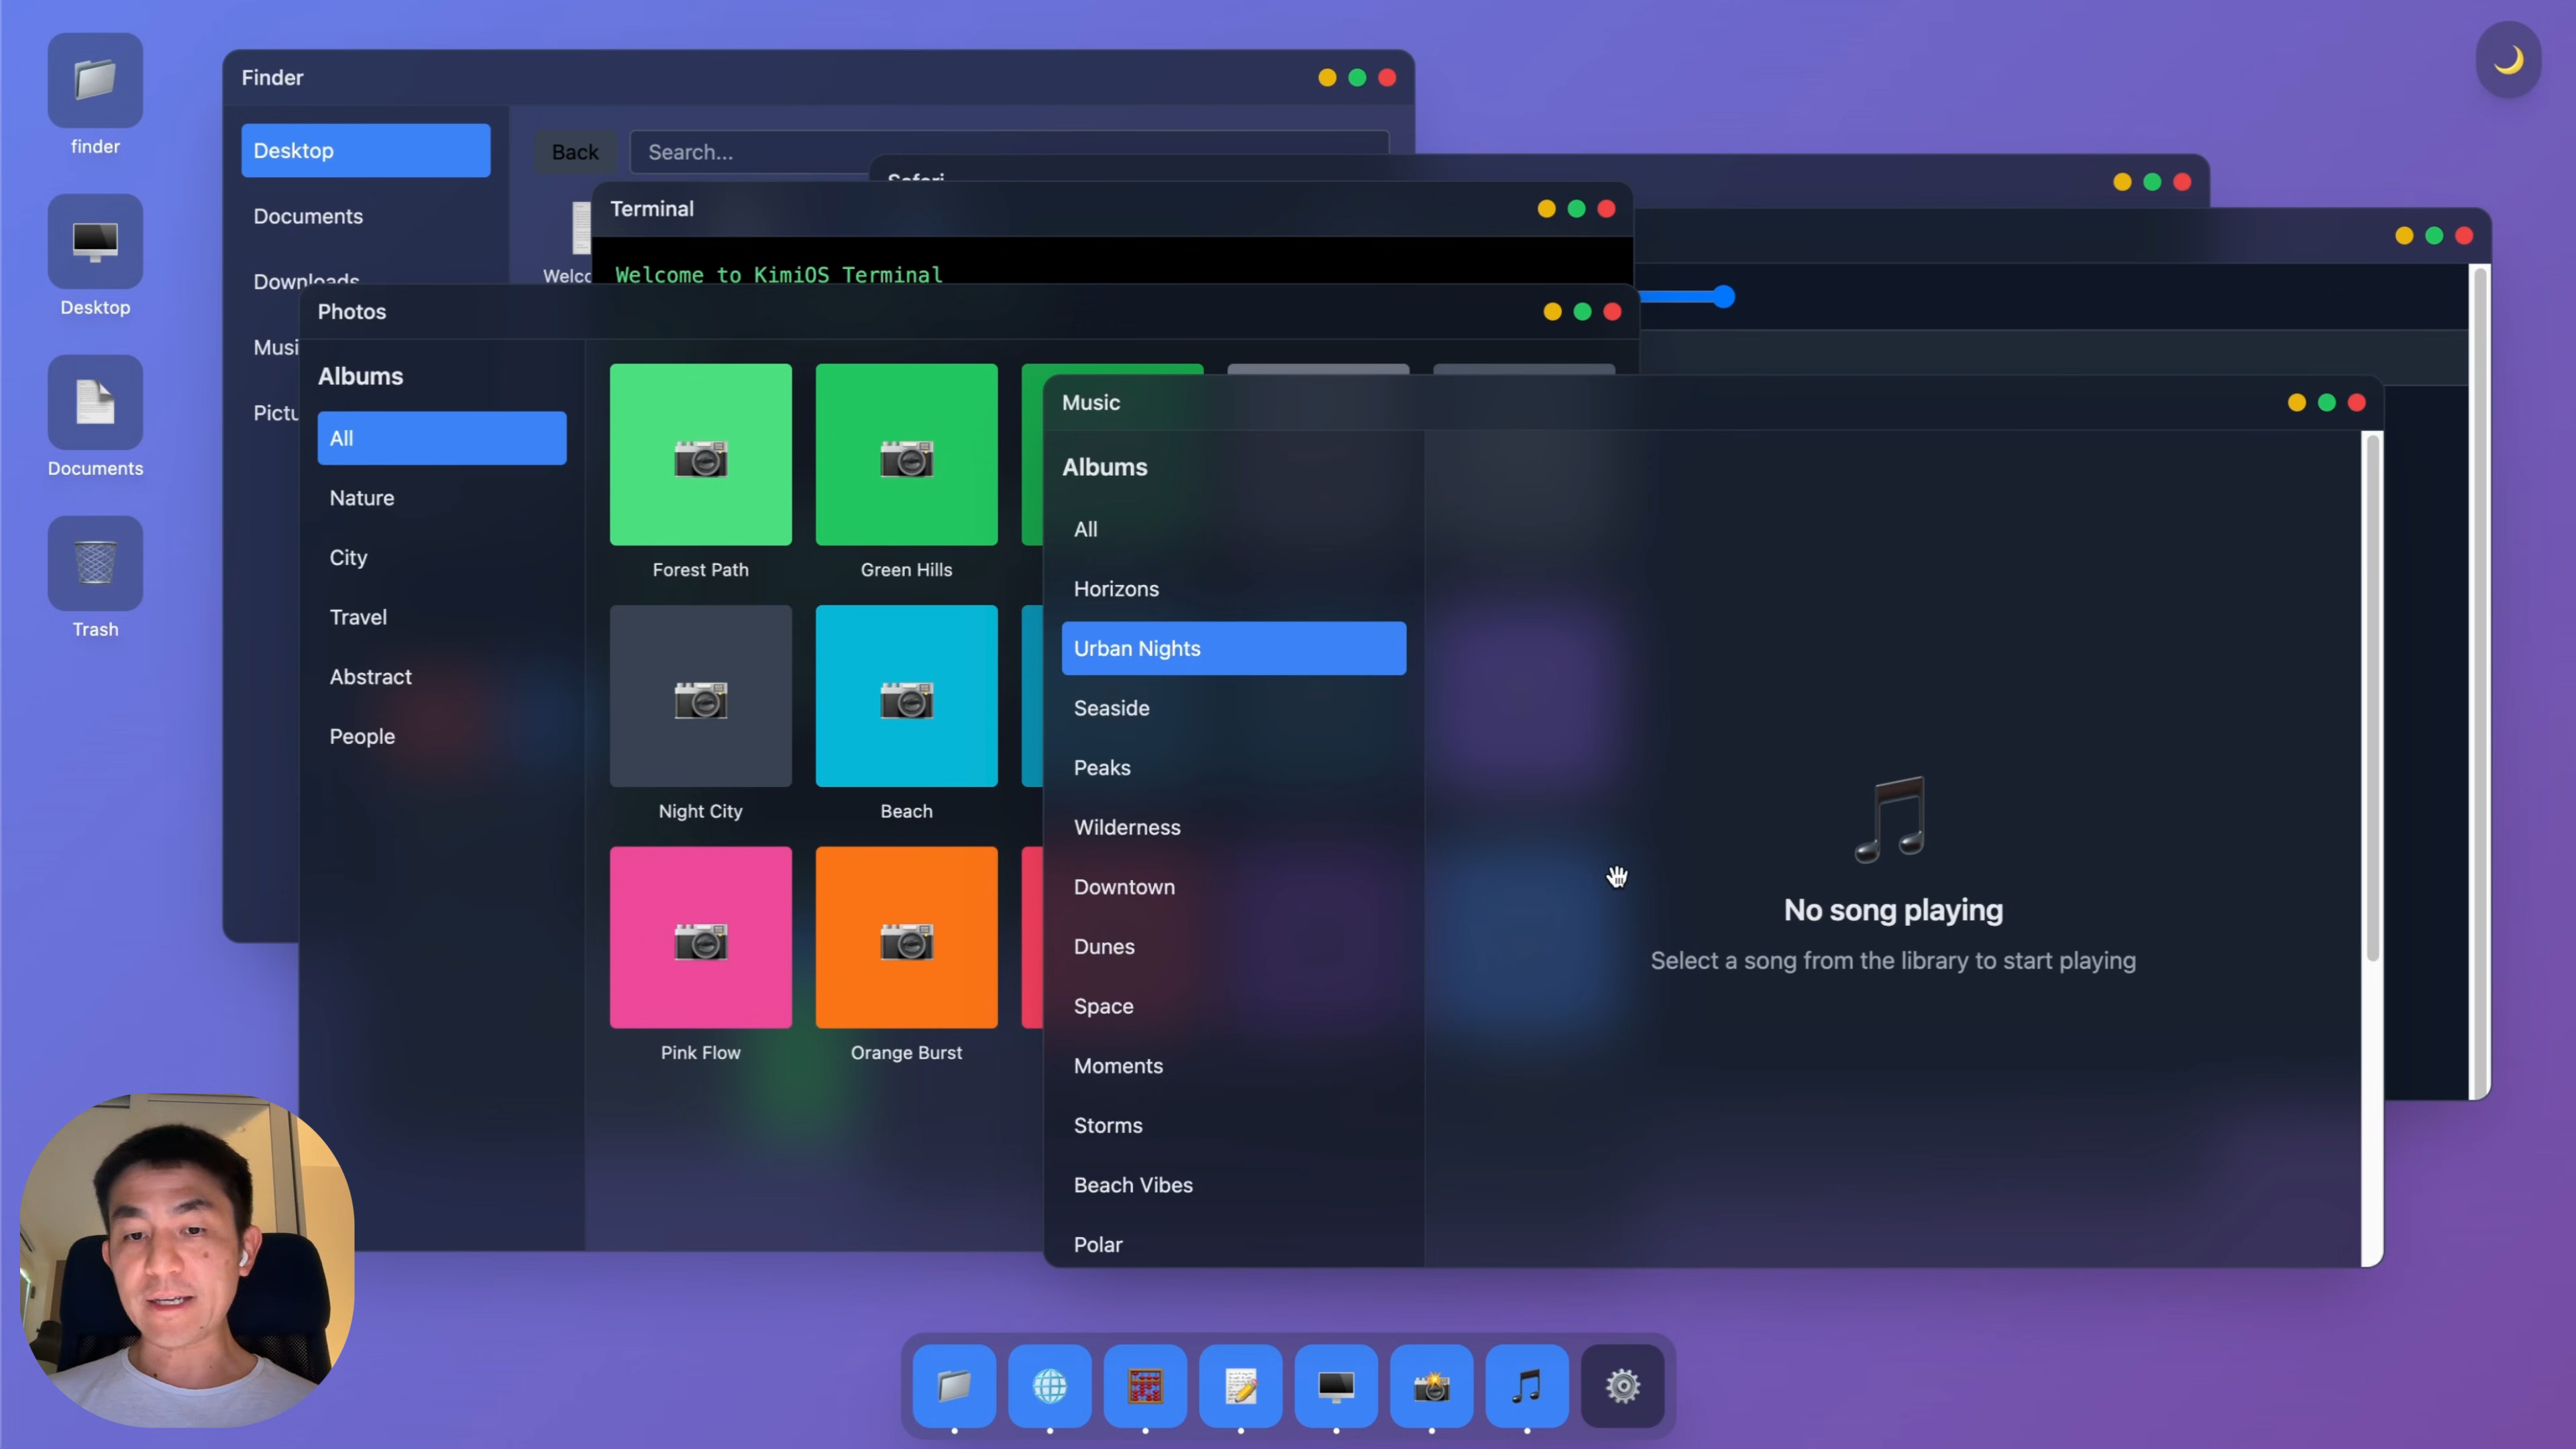 finder
Desktop
Documents
Trash
Finder
Desktop
Documents
Downloads
Musi
Pictu
Back
Search...
Welco
Safari
Terminal
Welcome to KimiOS Terminal
Photos
Albums
All
Nature
City
Travel
Abstract
People
Forest Path
Green Hills
Night City
Beach
Pink Flow
Orange Burst
Music
Albums
All
Horizons
Urban Nights
Seaside
Peaks
Wilderness
Downtown
Dunes
Space
Moments
Storms
Beach Vibes
Polar
No song playing
Select a song from the library to start playing